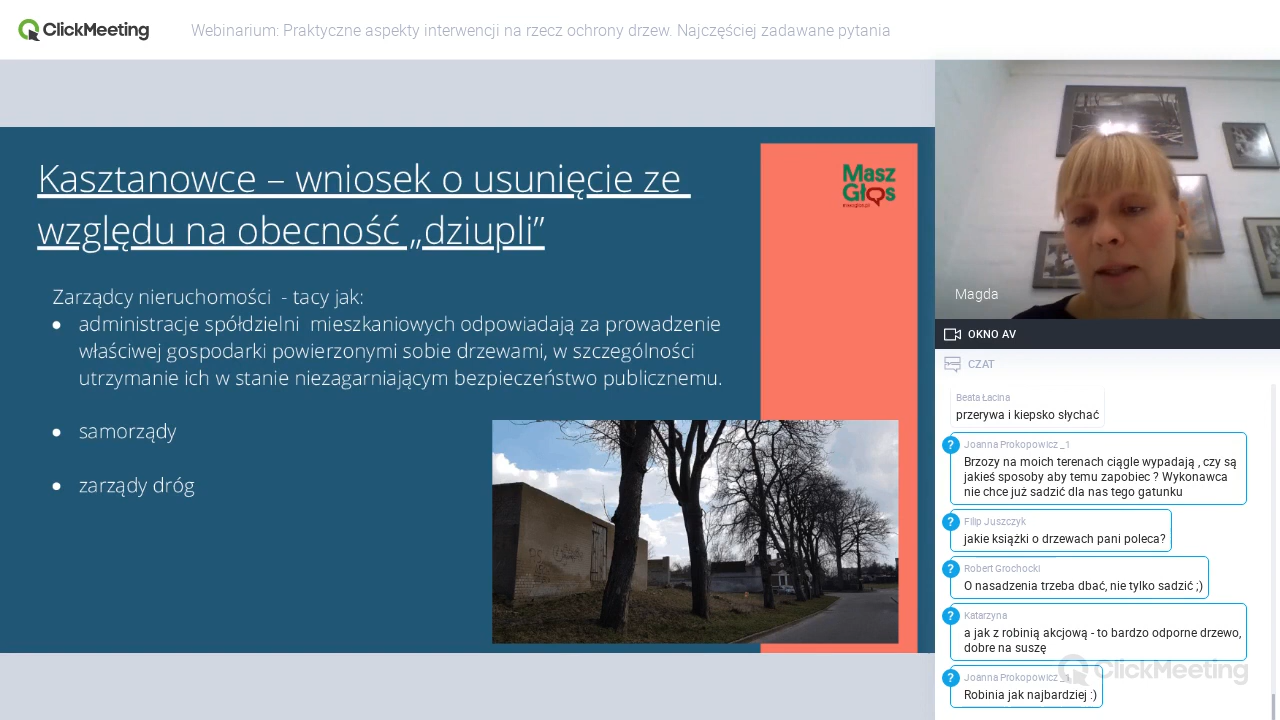 ClickMeeting
Webinarium: Praktyczne aspekty interwencji na rzecz ochrony drzew. Najczęściej zadawane pytania
Kasztanowce – wniosek o usunięcie ze
względu na obecność „dziupli”
Masz
Głos
Zarządcy nieruchomości - tacy jak:
administracje spółdzielni mieszkaniowych odpowiadają za prowadzenie
właściwej gospodarki powierzonymi sobie drzewami, w szczególności
utrzymanie ich w stanie niezagarniającym bezpieczeństwo publicznemu.
samorządy
zarządy dróg
Magda
OKNO AV
CZAT
Beata Łacina
przerywa i kiepsko słychać
?
Joanna Prokopowicz _1
Brzozy na moich terenach ciągle wypadają , czy są
jakieś sposoby aby temu zapobiec ? Wykonawca
nie chce już sadzić dla nas tego gatunku
?
Filip Juszczyk
jakie książki o drzewach pani poleca?
?
Robert Grochocki
O nasadzenia trzeba dbać, nie tylko sadzić ;)
?
Katarzyna
a jak z robinią akcjową - to bardzo odporne drzewo,
dobre na suszę
?
Joanna Prokopowicz _1
Robinia jak najbardziej :)
ClickMeeting